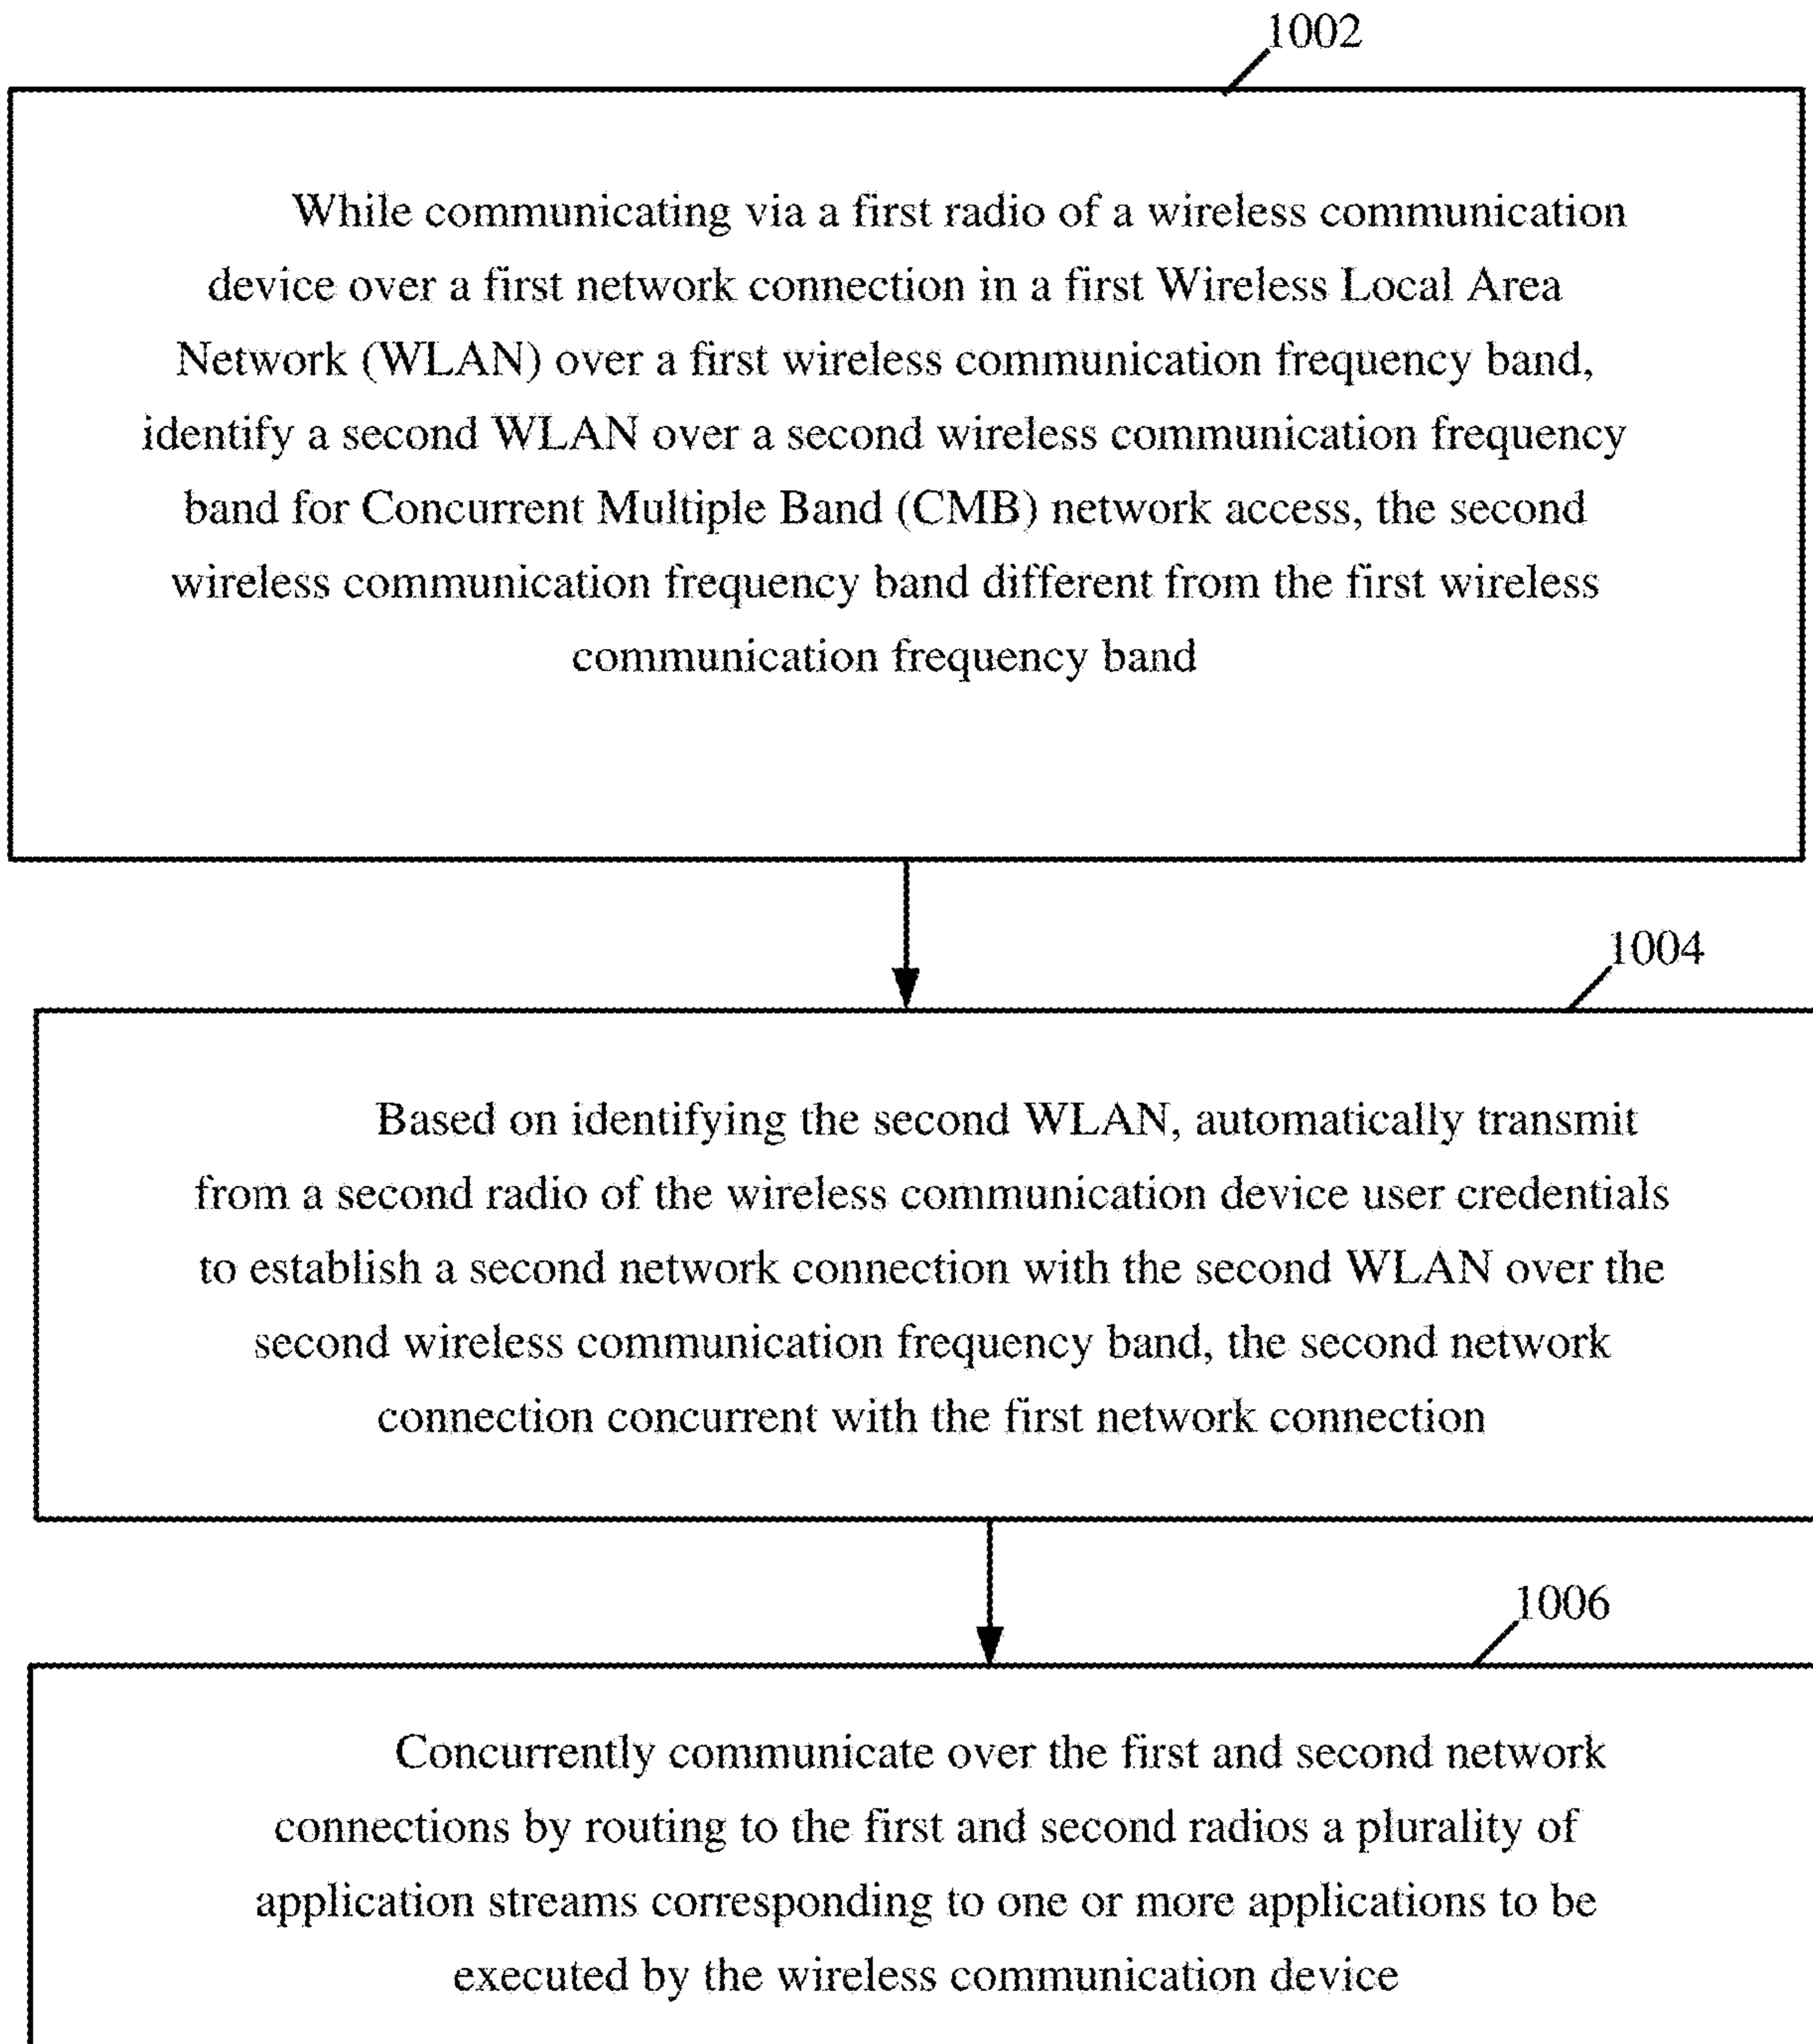 1002
While communicating via a first radio of a wireless communication
device over a first network connection in a first Wireless Local Area
Network (WLAN) over a first wireless communication frequency band,
identify a second WLAN over a second wireless communication frequency
band for Concurrent Multiple Band (CMB) network access, the second
wireless communication frequency band different from the first wireless
communication frequency band
1004
Based on identifying the second WLAN, automatically transmit
from a second radio of the wireless communication device user credentials
to establish a second network connection with the second WLAN over the
second wireless communication frequency band, the second network
connection concurrent with the first network connection
1006
Concurrently communicate over the first and second network
connections by routing to the first and second radios a plurality of
application streams corresponding to one or more applications to be
executed by the wireless communication device